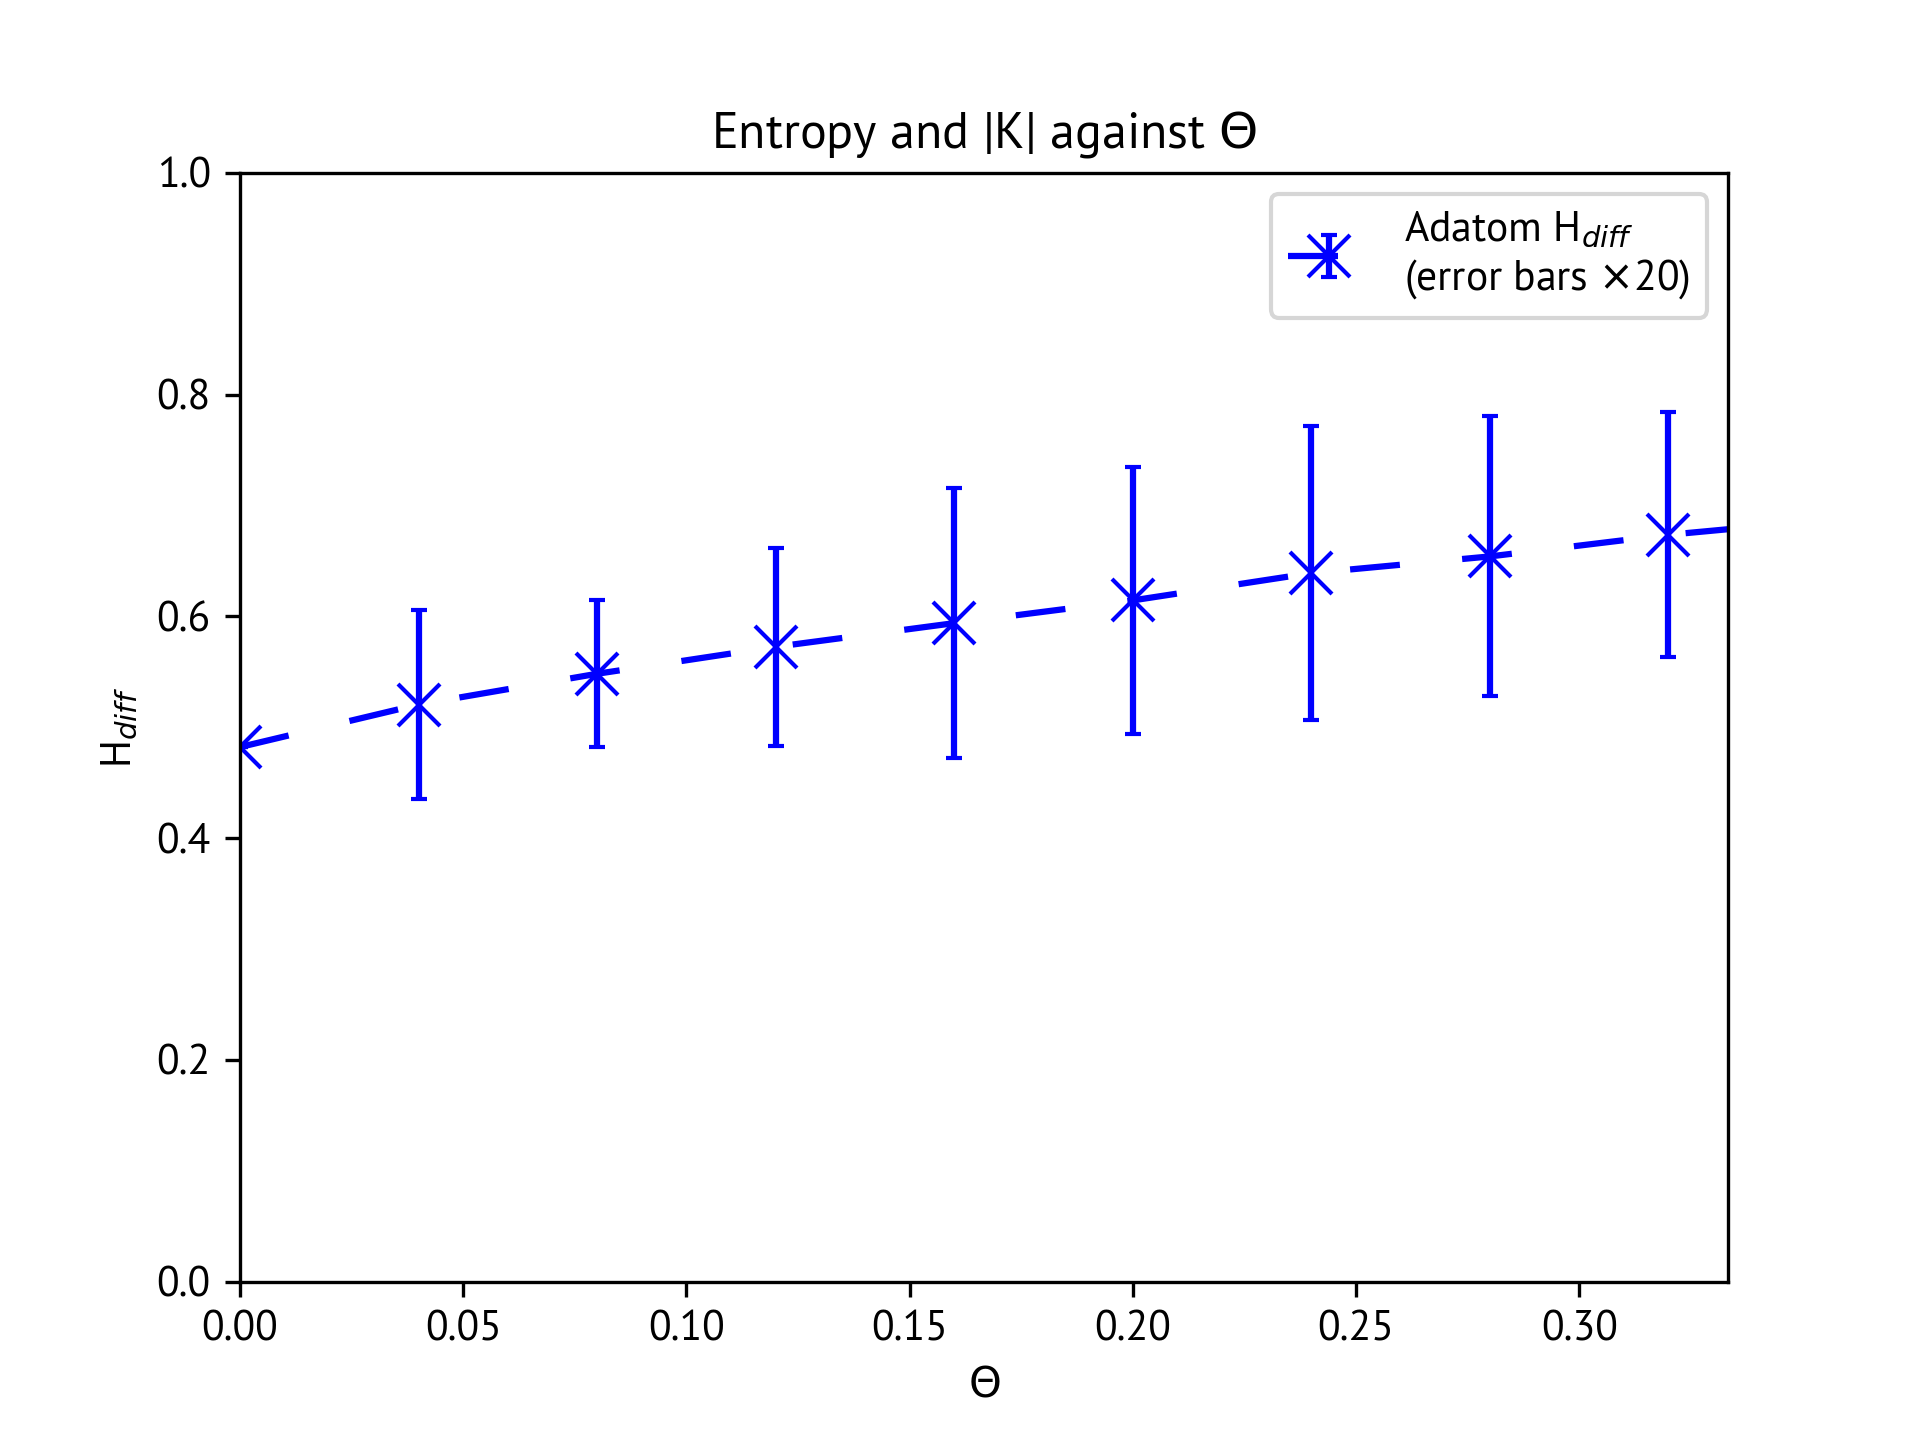 Entropy and |K| against Θ
1.0
0.8
0.6
0.4
0.2
0.0
H_diff
Adatom H_diff
(error bars ×20)
0.00 0.05 0.10 0.15 0.20 0.25 0.30
Θ